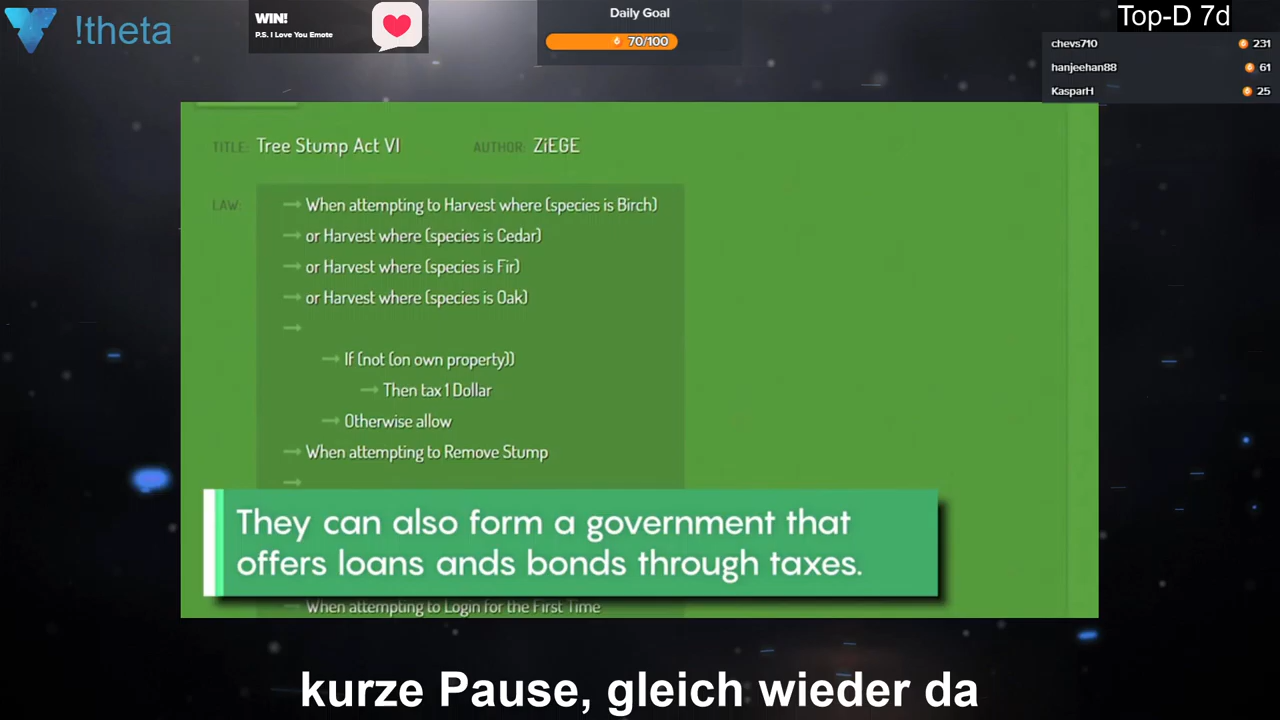 !theta
WIN!
P.S. I Love You Emote
Daily Goal
70/100
Top-D 7d
chevs710 231
hanjeehan88 61
KasparH 25
TITLE: Tree Stump Act VI AUTHOR: ZiEGE
LAW: When attempting to Harvest where (species is Birch)
or Harvest where (species is Cedar)
or Harvest where (species is Fir)
or Harvest where (species is Oak)
If (not (on own property))
Then tax 1 Dollar
Otherwise allow
When attempting to Remove Stump
They can also form a government that
offers loans ands bonds through taxes.
When attempting to Login for the First Time
kurze Pause, gleich wieder da